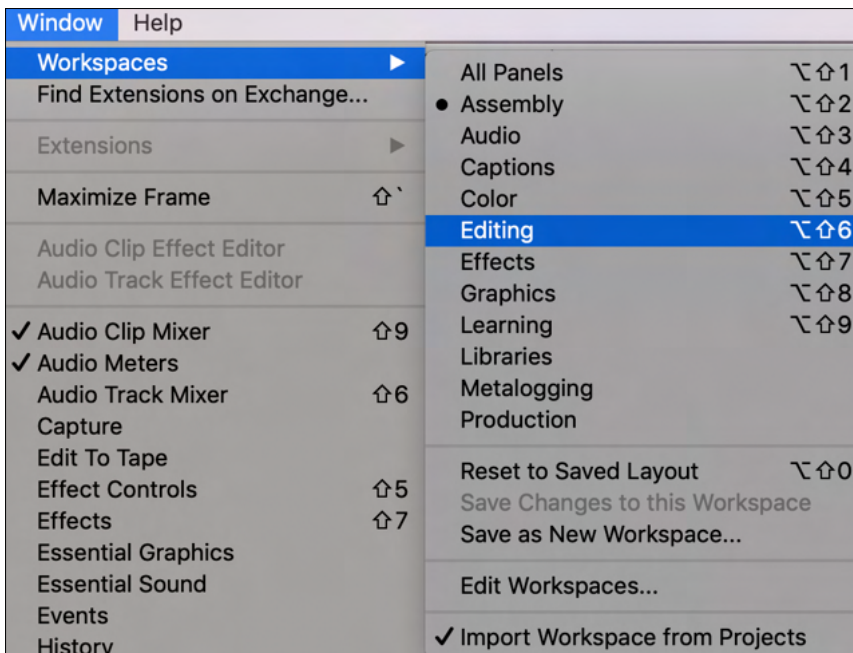 Window Help
Workspaces ▶
Find Extensions on Exchange...
Extensions ▶
Maximize Frame ⇧`
Audio Clip Effect Editor
Audio Track Effect Editor
✓ Audio Clip Mixer ⇧9
✓ Audio Meters
Audio Track Mixer ⇧6
Capture
Edit To Tape
Effect Controls ⇧5
Effects ⇧7
Essential Graphics
Essential Sound
Events
History
All Panels ⌥⇧1
● Assembly ⌥⇧2
Audio ⌥⇧3
Captions ⌥⇧4
Color ⌥⇧5
Editing ⌥⇧6
Effects ⌥⇧7
Graphics ⌥⇧8
Learning ⌥⇧9
Libraries
Metalogging
Production
Reset to Saved Layout ⌥⇧0
Save Changes to this Workspace
Save as New Workspace...
Edit Workspaces...
✓ Import Workspace from Projects